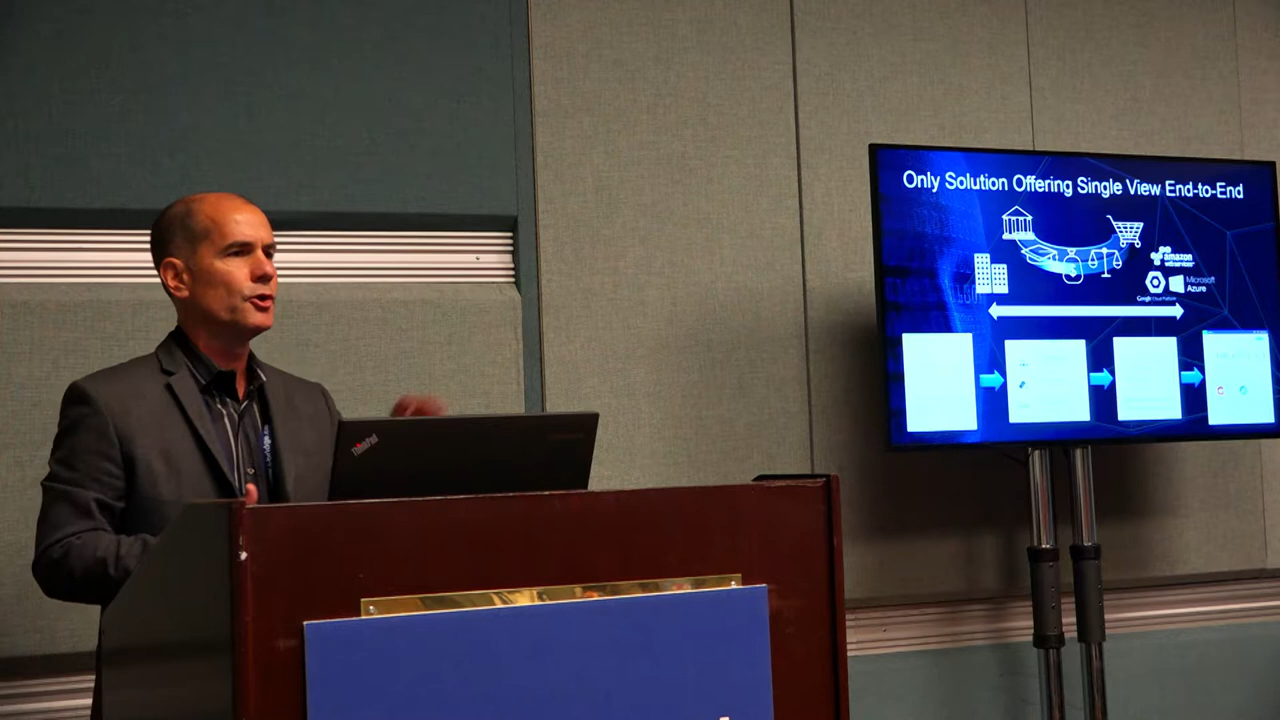 Only Solution Offering Single View End-to-End
amazon
web services
Microsoft
Azure
Google Cloud Platform
ThinkPad